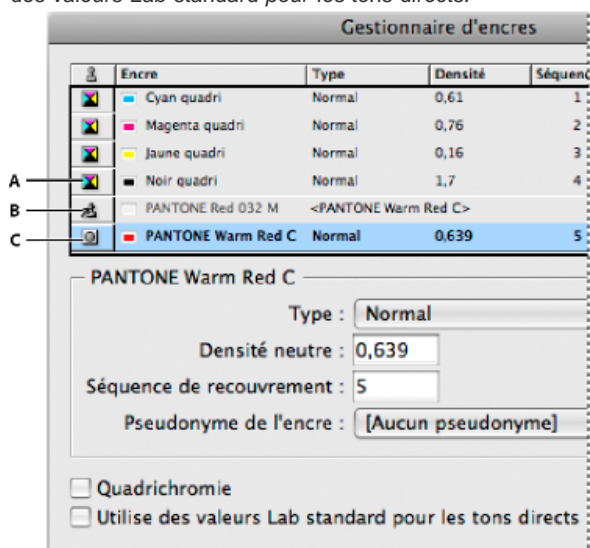 des valeurs Lab standard pour les tons directs.
Gestionnaire d'encres
Encre Type Densité
Cyan quadri Normal 0,61 1
Magenta quadri Normal 0,76 2
Jaune quadri Normal 0,16 3
A Noir quadri Normal 1,7 4
B PANTONE Red 032 M <PANTONE Warm Red C>
C PANTONE Warm Red C Normal 0,639 5
PANTONE Warm Red C
Type : Normal
Densité neutre : 0,639
Séquence de recouvrement : 5
Pseudonyme de l'encre : [Aucun pseudonyme]
Quadrichromie
Utilise des valeurs Lab standard pour les tons directs